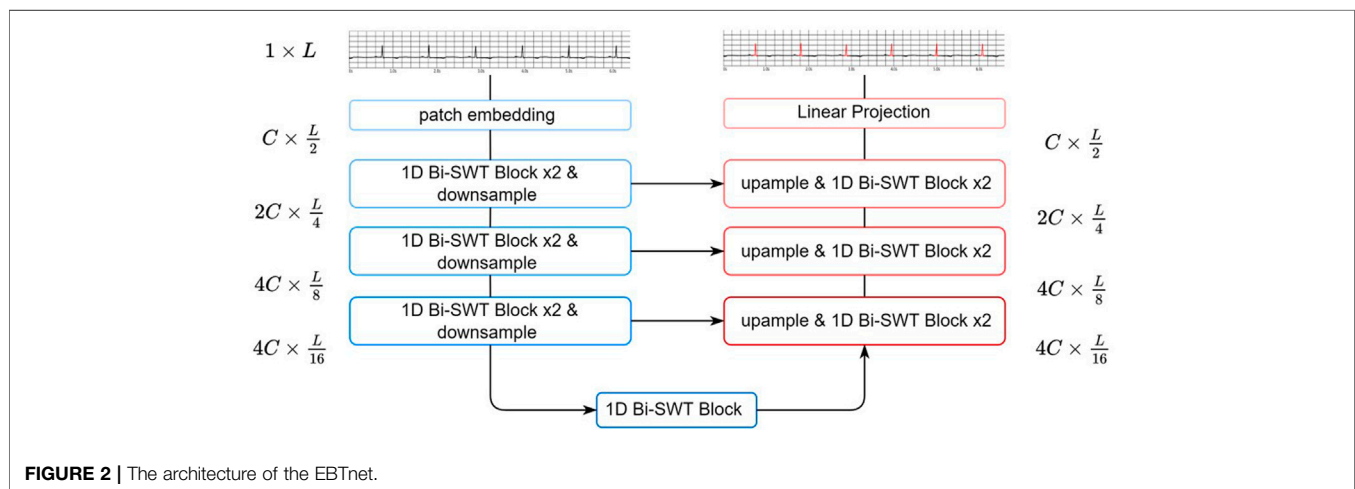 1 × L
patch embedding
Linear Projection
C × L/2
C × L/2
1D Bi-SWT Block x2 &
downsample
upample & 1D Bi-SWT Block x2
2C × L/4
2C × L/4
1D Bi-SWT Block x2 &
downsample
upample & 1D Bi-SWT Block x2
4C × L/8
4C × L/8
1D Bi-SWT Block x2 &
downsample
upample & 1D Bi-SWT Block x2
4C × L/16
4C × L/16
1D Bi-SWT Block
FIGURE 2 | The architecture of the EBTnet.